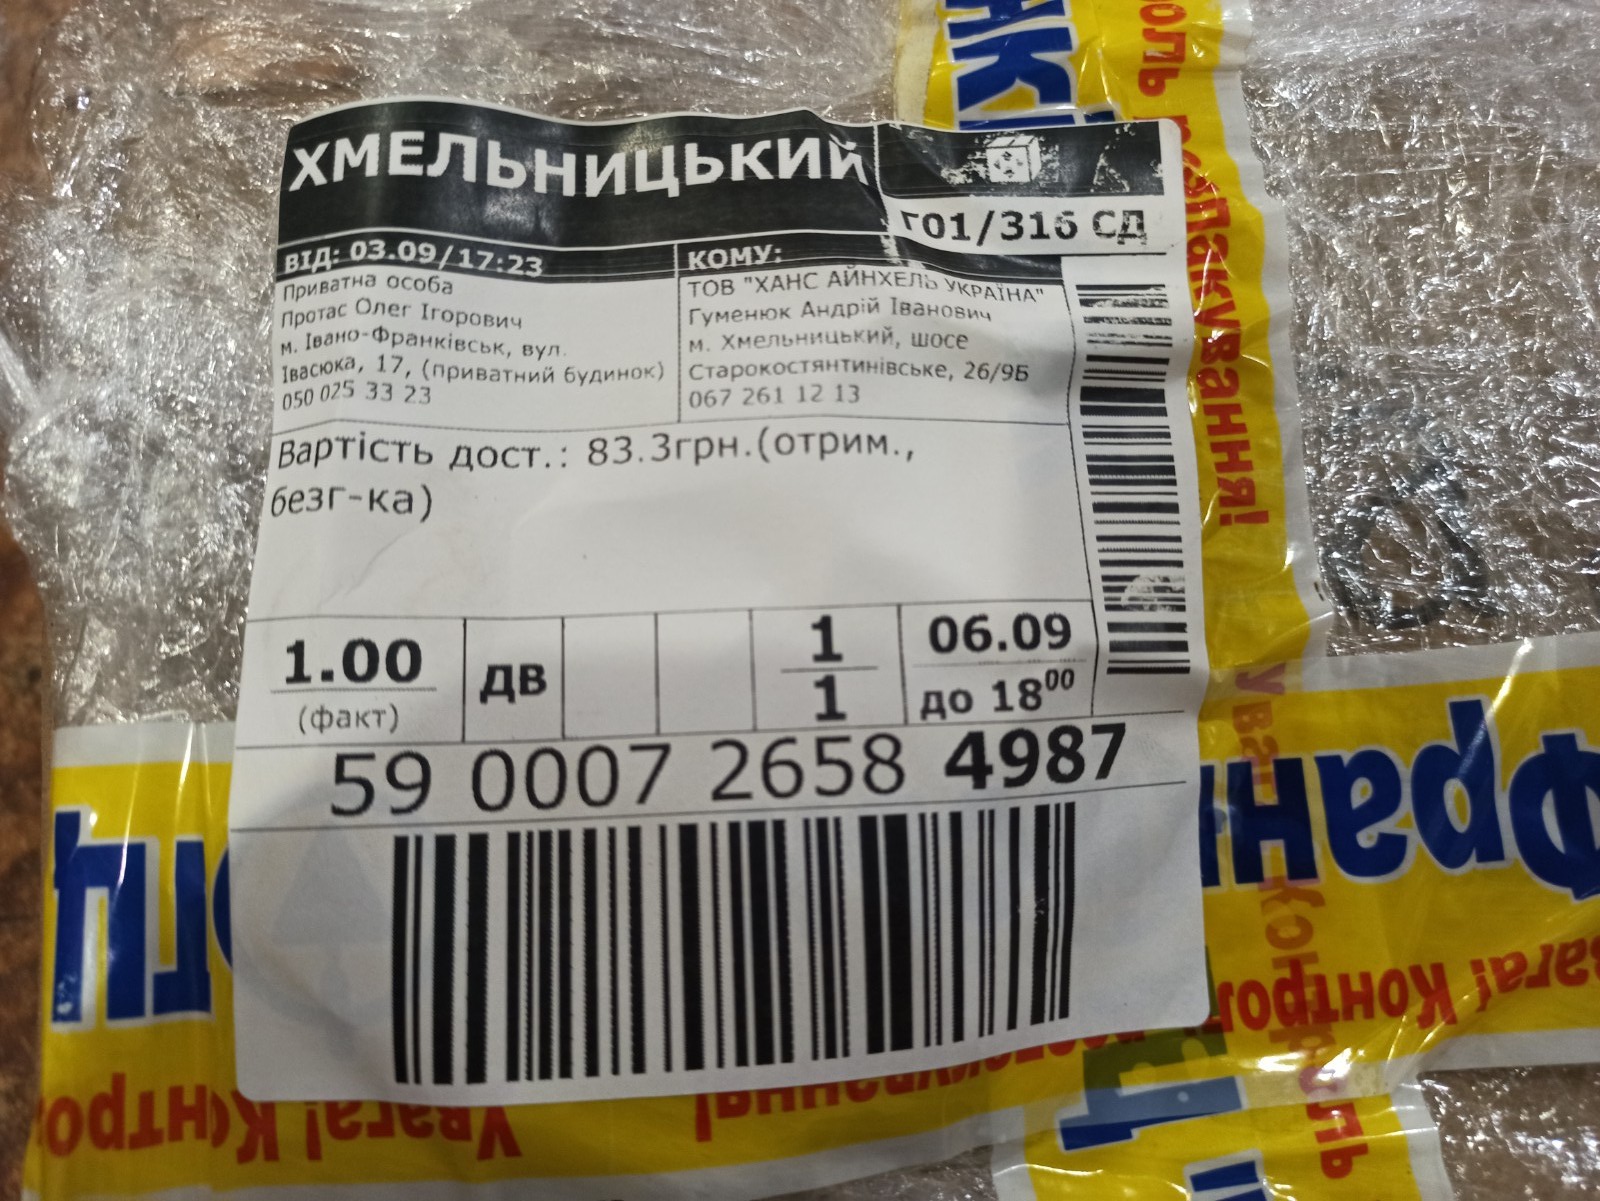 ХМЕЛЬНИЦЬКИЙ
Г01/316 СД
ВІД: 03.09/17:23
Приватна особа
Протас Олег Ігорович
м. Івано-Франківськ, вул.
Івасюка, 17, (приватний будинок)
050 025 33 23
КОМУ:
ТОВ "ХАНС АЙНХЕЛЬ УКРАЇНА"
Гуменюк Андрій Іванович
м. Хмельницький, шосе
Старокостянтинівське, 26/9Б
067 261 12 13
Вартість дост.: 83.3грн.(отрим.,
безг-ка)
1.00
(факт)
дв
1
1
06.09
до 18 00
59 0007 2658 4987
Увага! Контроль
розпакування!